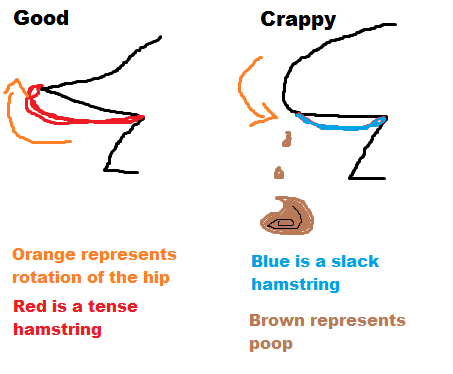 Good
Crappy
Orange represents
rotation of the hip
Red is a tense
hamstring
Blue is a slack
hamstring
Brown represents
poop